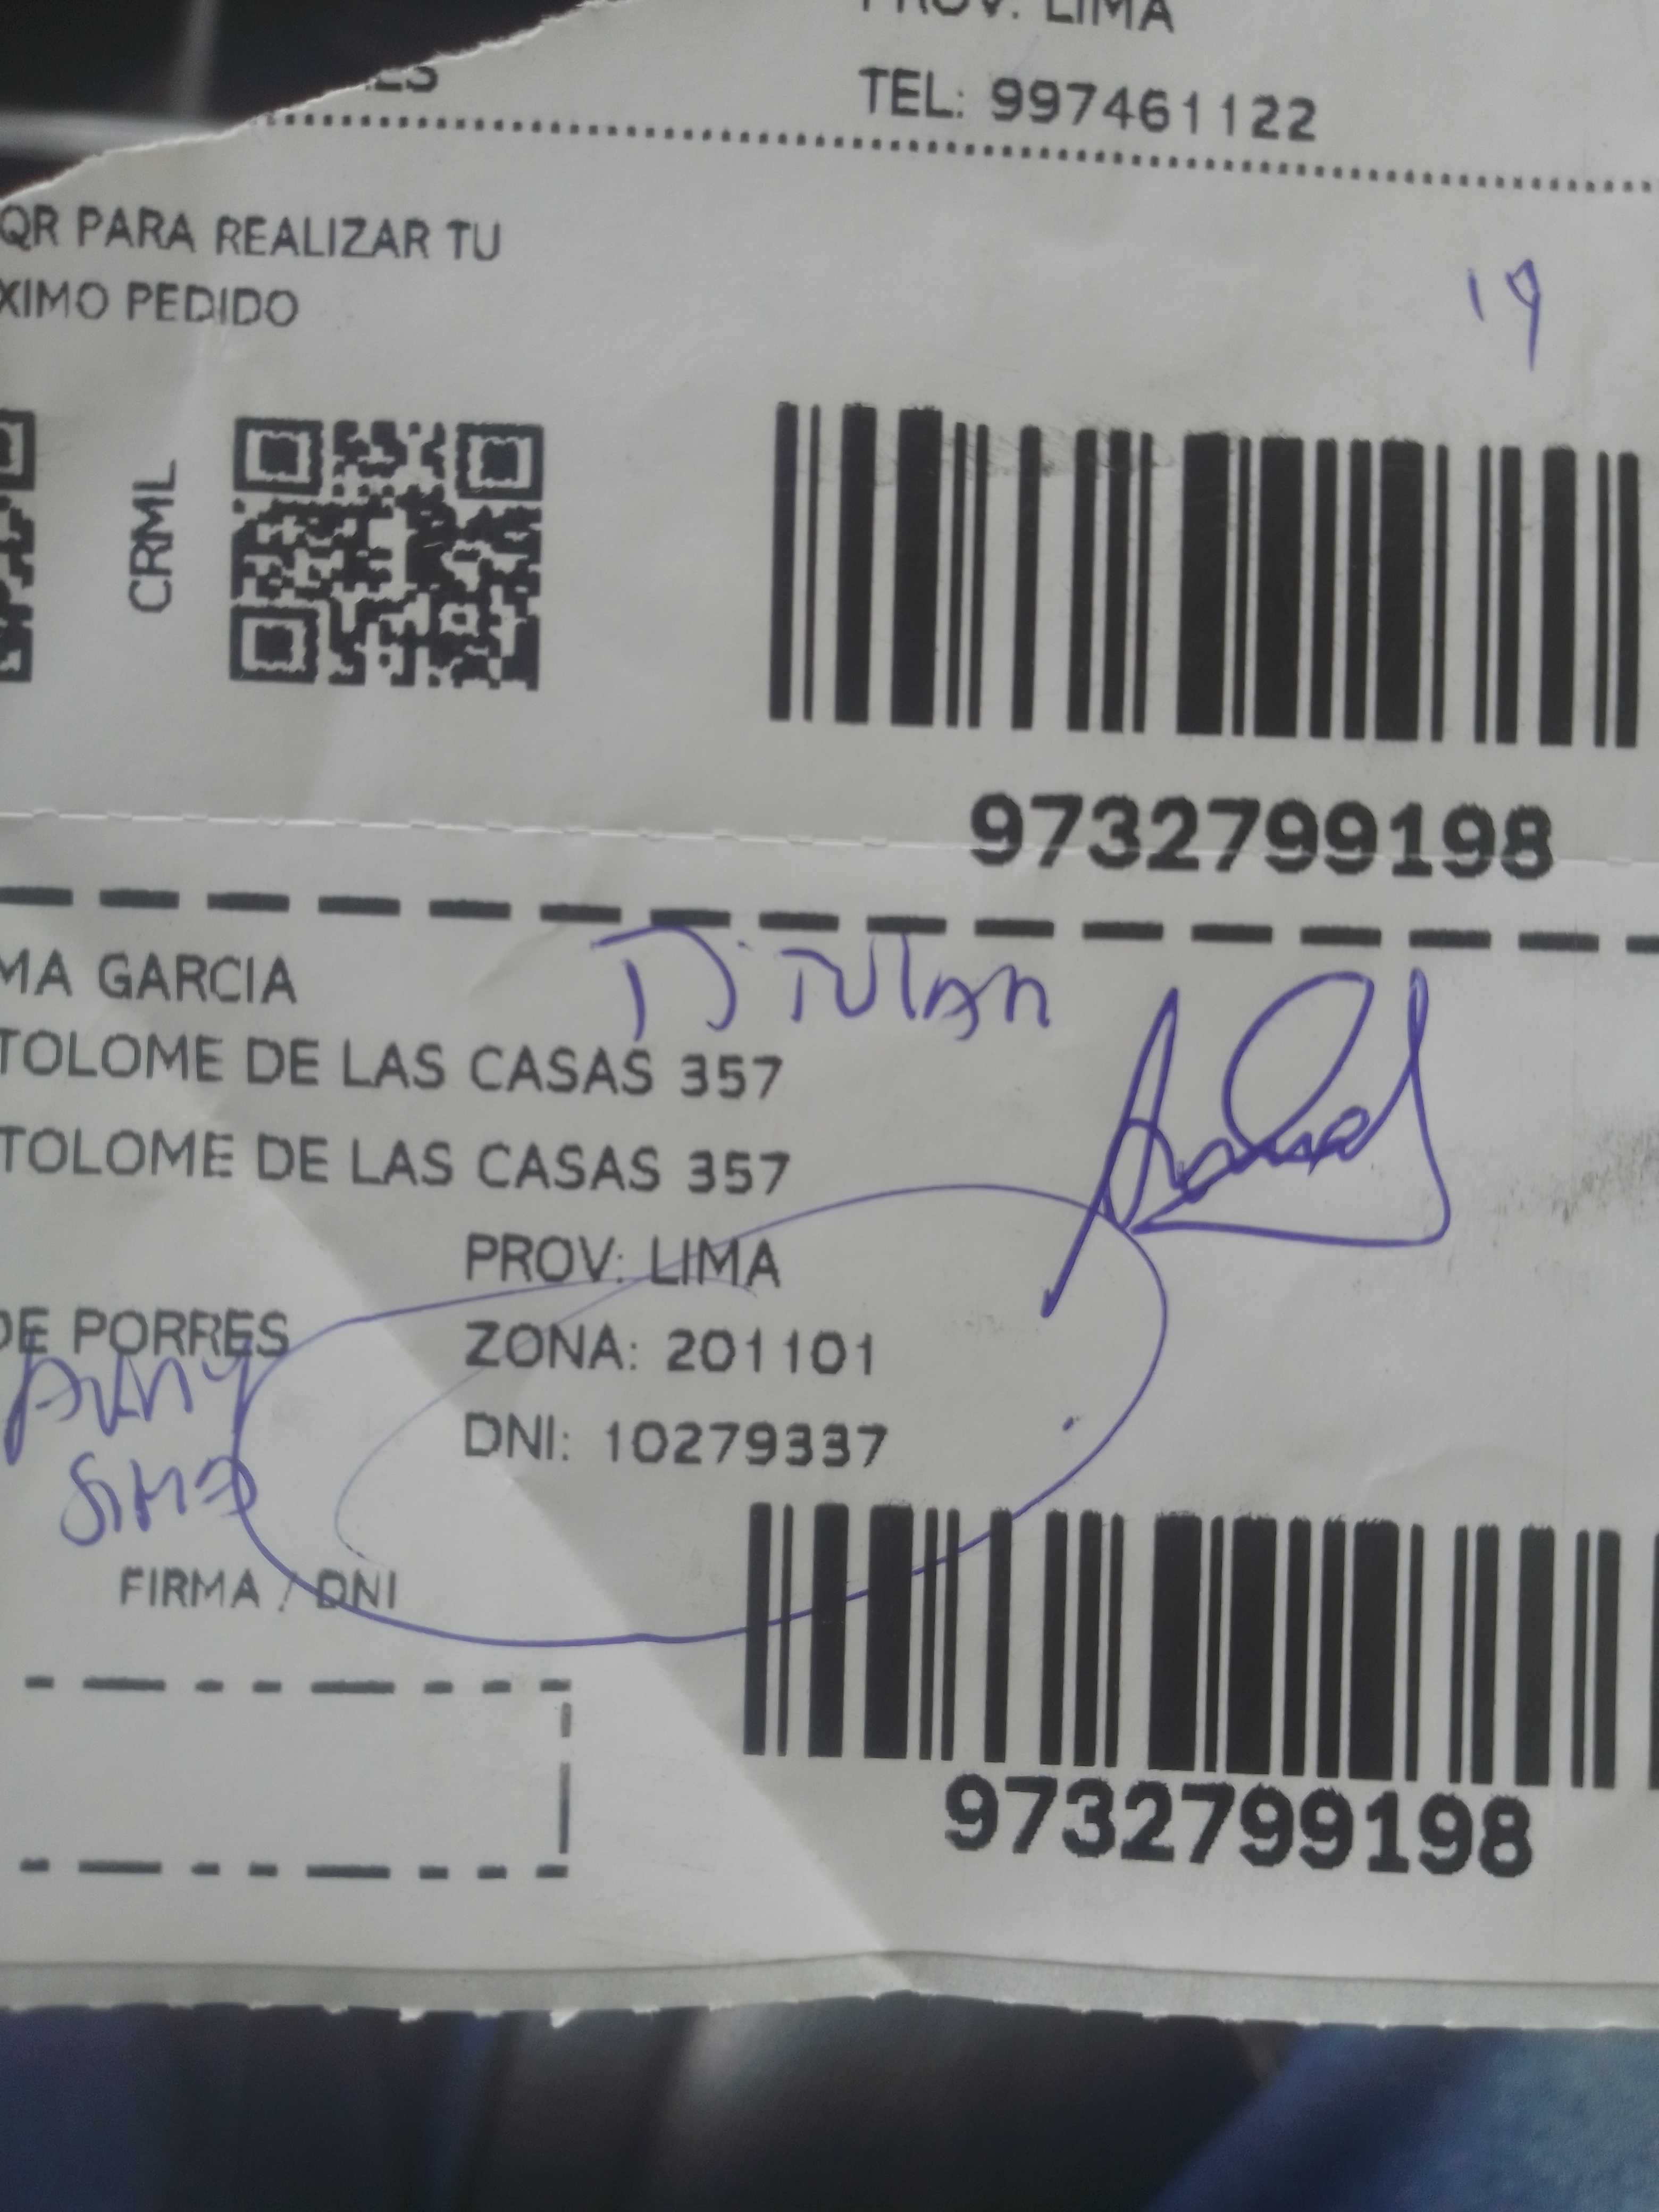 PROV: LIMA
TEL: 997461122
QR PARA REALIZAR TU
XIMO PEDIDO
19
CRML
9732799198
MA GARCIA
TOLOME DE LAS CASAS 357
TOLOME DE LAS CASAS 357
PROV: LIMA
DE PORRES
ZONA: 201101
DNI: 10279337
FIRMA / DNI
9732799198